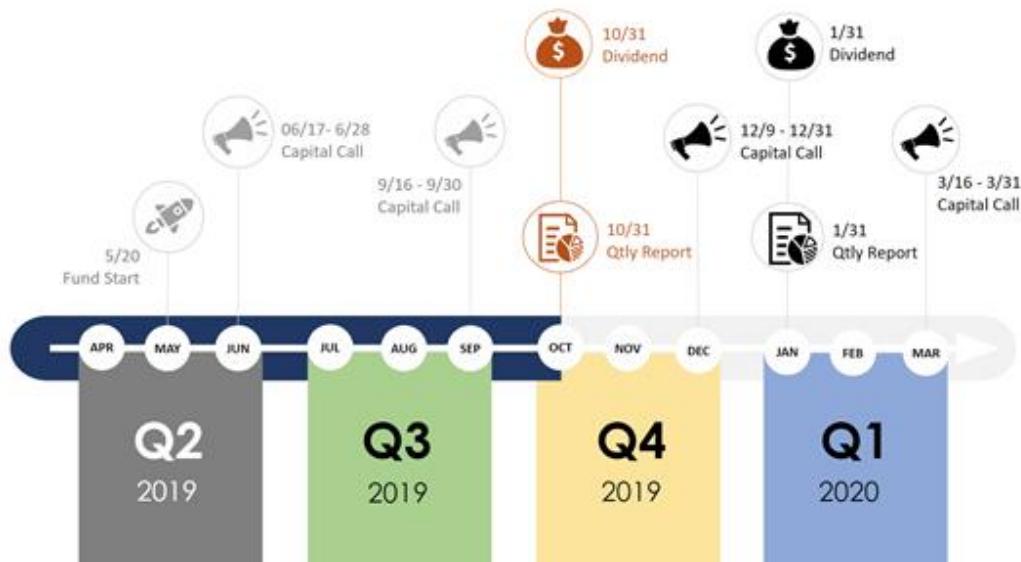 10/31
Dividend
1/31
Dividend
06/17- 6/28
Capital Call
12/9 - 12/31
Capital Call
9/16 - 9/30
Capital Call
3/16 - 3/31
Capital Call
5/20
Fund Start
10/31
Qtly Report
1/31
Qtly Report
$
$
APR
MAY
JUN
JUL
AUG
SEP
OCT
NOV
DEC
JAN
FEB
MAR
Q2
2019
Q3
2019
Q4
2019
Q1
2020